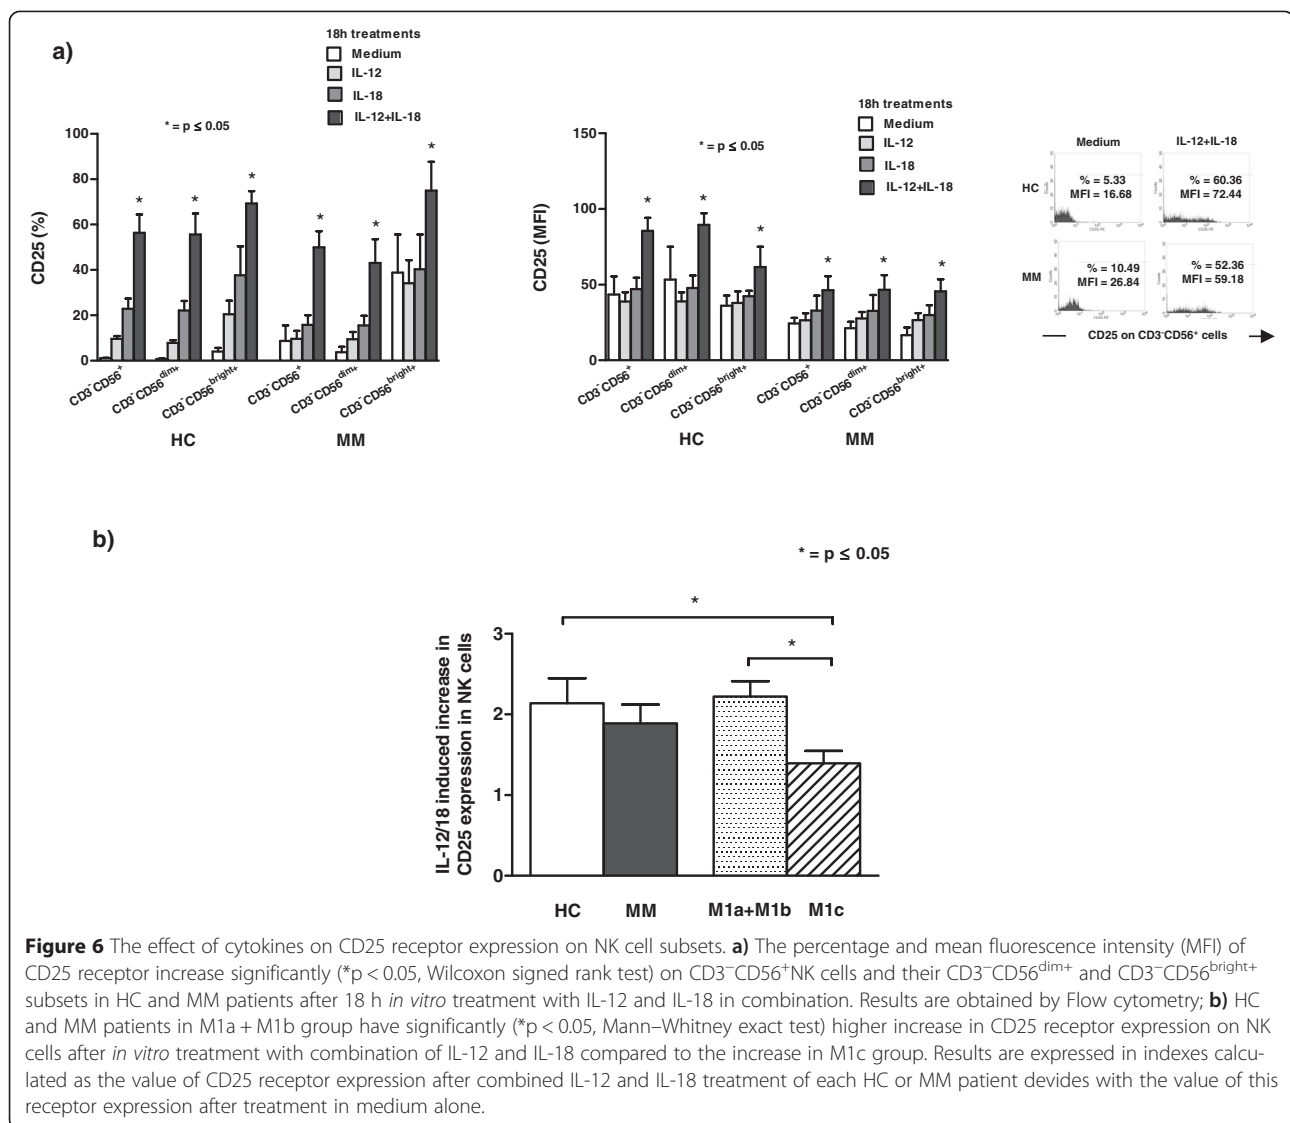 a)
18h treatments
Medium
IL-12
IL-18
IL-12+IL-18
* = p ≤ 0.05
CD25 (%)
100
80
60
40
20
0
* * * * * *
CD3⁻CD56⁺
CD3⁻CD56dim+
CD3⁻CD56bright+
CD3⁻CD56⁺
CD3⁻CD56dim+
CD3⁻CD56bright+
HC MM
18h treatments
Medium
IL-12
IL-18
IL-12+IL-18
* = p ≤ 0.05
CD25 (MFI)
150
100
50
0
* * * * * *
CD3⁻CD56⁺
CD3⁻CD56dim+
CD3⁻CD56bright+
CD3⁻CD56⁺
CD3⁻CD56dim+
CD3⁻CD56bright+
HC MM
Medium IL-12+IL-18
HC
% = 5.33
MFI = 16.68
% = 60.36
MFI = 72.44
MM
% = 10.49
MFI = 26.84
% = 52.36
MFI = 59.18
CD25 on CD3⁻CD56⁺ cells
b)
* = p ≤ 0.05
*
*
IL-12/18 induced increase in
CD25 expression in NK cells
3
2
1
0
HC MM M1a+M1b M1c
Figure 6 The effect of cytokines on CD25 receptor expression on NK cell subsets. a) The percentage and mean fluorescence intensity (MFI) of
CD25 receptor increase significantly (*p < 0.05, Wilcoxon signed rank test) on CD3⁻CD56⁺NK cells and their CD3⁻CD56dim+ and CD3⁻CD56bright+
subsets in HC and MM patients after 18 h in vitro treatment with IL-12 and IL-18 in combination. Results are obtained by Flow cytometry; b) HC
and MM patients in M1a + M1b group have significantly (*p < 0.05, Mann–Whitney exact test) higher increase in CD25 receptor expression on NK
cells after in vitro treatment with combination of IL-12 and IL-18 compared to the increase in M1c group. Results are expressed in indexes calcu-
lated as the value of CD25 receptor expression after combined IL-12 and IL-18 treatment of each HC or MM patient devides with the value of this
receptor expression after treatment in medium alone.